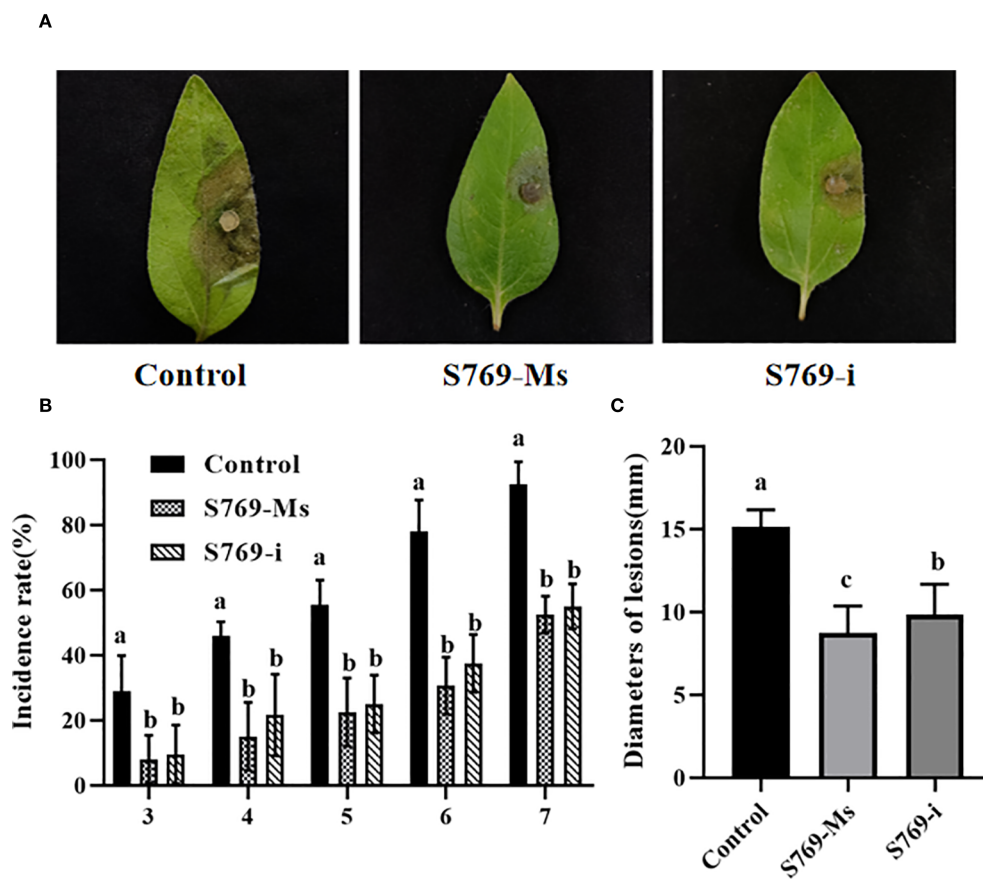 A
Control
S769-Ms
S769-i
B
Incidence rate(%)
100
80
60
40
20
0
Control
S769-Ms
S769-i
a
b
b
a
b
b
a
b
b
a
b
b
a
b
b
3
4
5
6
7
C
Diameters of lesions(mm)
20
15
10
5
0
a
c
b
Control
S769-Ms
S769-i